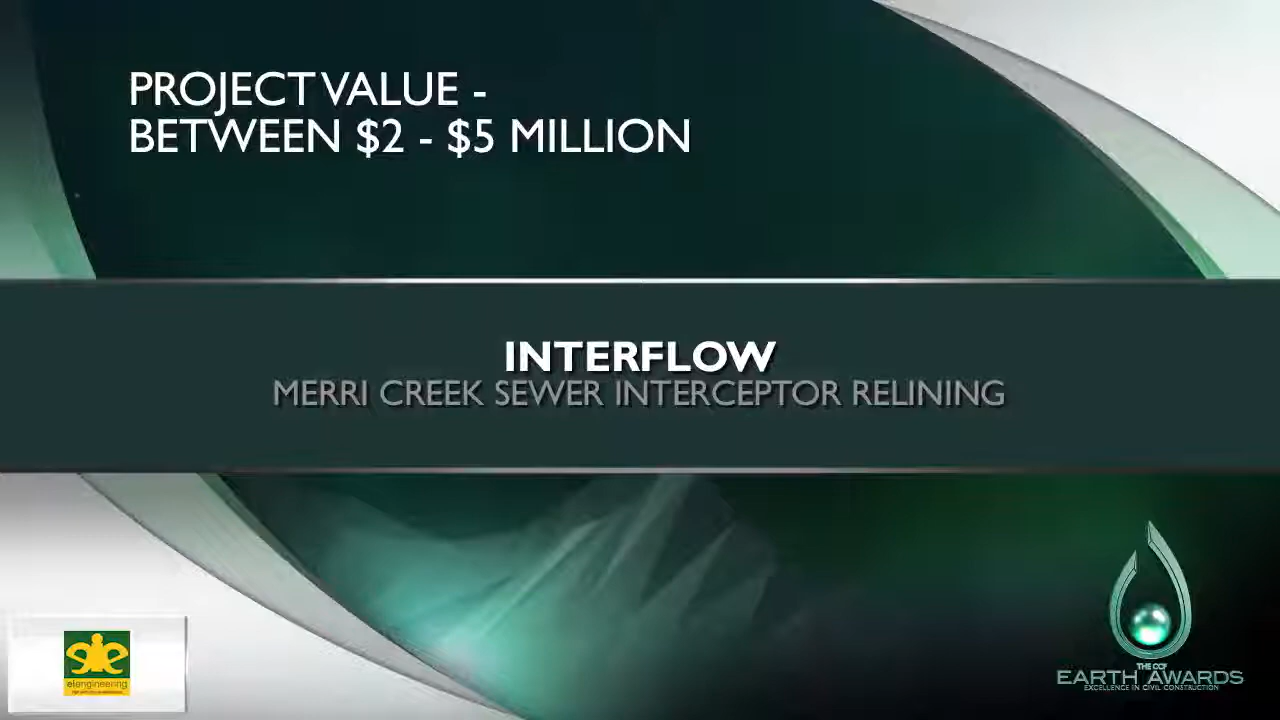 PROJECT VALUE -
BETWEEN $2 - $5 MILLION
INTERFLOW
MERRI CREEK SEWER INTERCEPTOR RELINING
THE CCF
EARTH AWARDS
EXCELLENCE IN CIVIL CONSTRUCTION
elengineering